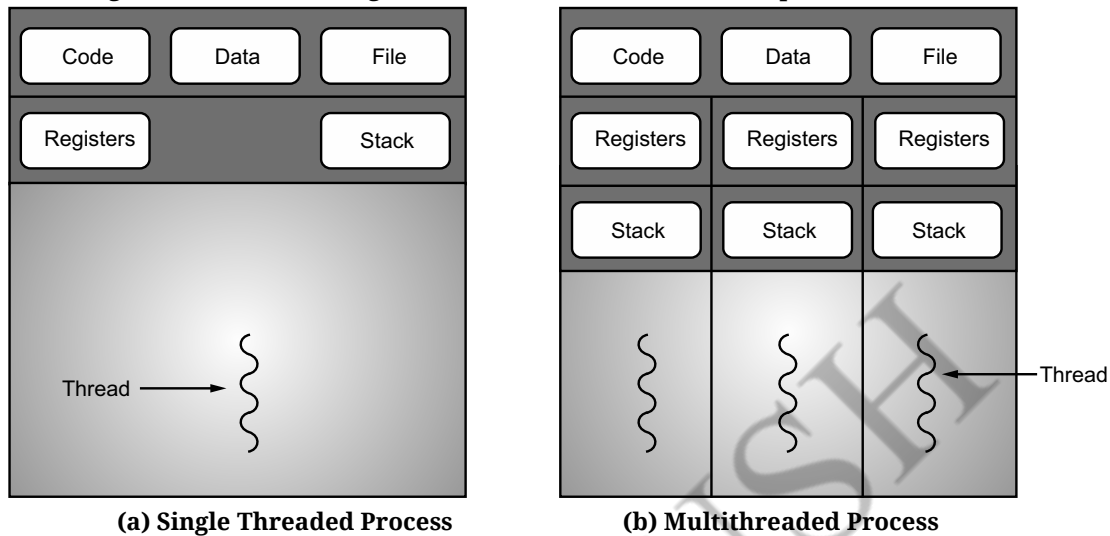 Code Data File
Registers Stack
Thread
(a) Single Threaded Process
Code Data File
Registers Registers Registers
Stack Stack Stack
Thread
(b) Multithreaded Process